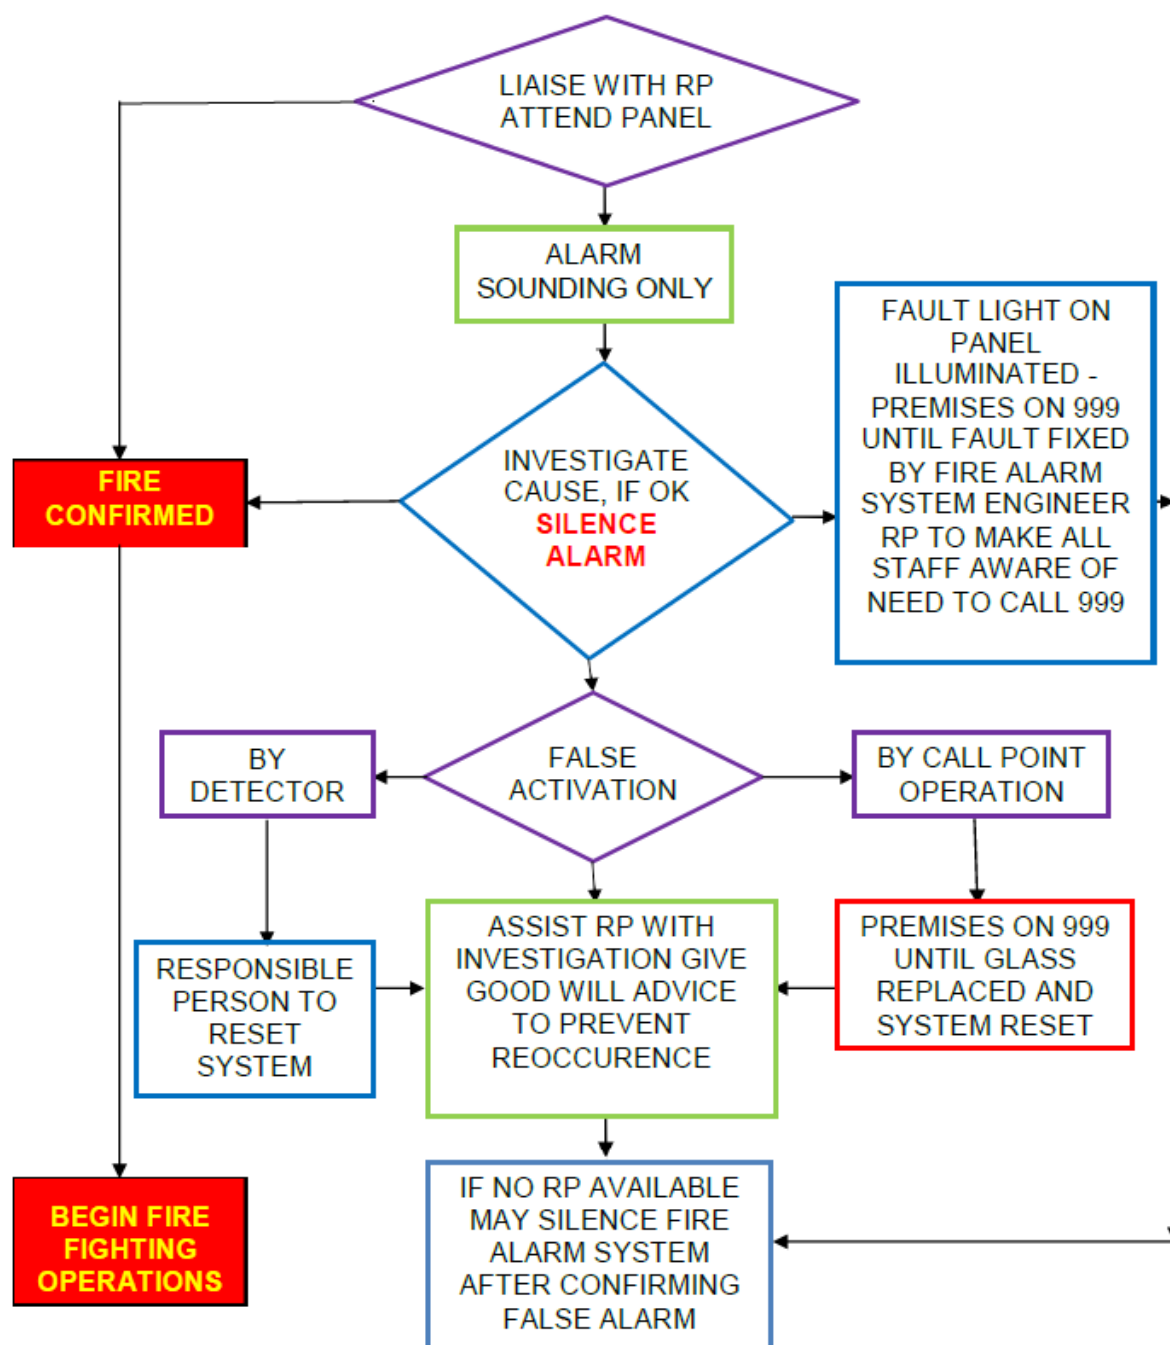 LIAISE WITH RP
ATTEND PANEL
ALARM
SOUNDING ONLY
FAULT LIGHT ON
PANEL
ILLUMINATED -
PREMISES ON 999
UNTIL FAULT FIXED
BY FIRE ALARM
SYSTEM ENGINEER
RP TO MAKE ALL
STAFF AWARE OF
NEED TO CALL 999
INVESTIGATE
CAUSE, IF OK
SILENCE
ALARM
FIRE
CONFIRMED
BY
DETECTOR
FALSE
ACTIVATION
BY CALL POINT
OPERATION
RESPONSIBLE
PERSON TO
RESET
SYSTEM
ASSIST RP WITH
INVESTIGATION GIVE
GOOD WILL ADVICE
TO PREVENT
REOCCURENCE
PREMISES ON 999
UNTIL GLASS
REPLACED AND
SYSTEM RESET
BEGIN FIRE
FIGHTING
OPERATIONS
IF NO RP AVAILABLE
MAY SILENCE FIRE
ALARM SYSTEM
AFTER CONFIRMING
FALSE ALARM